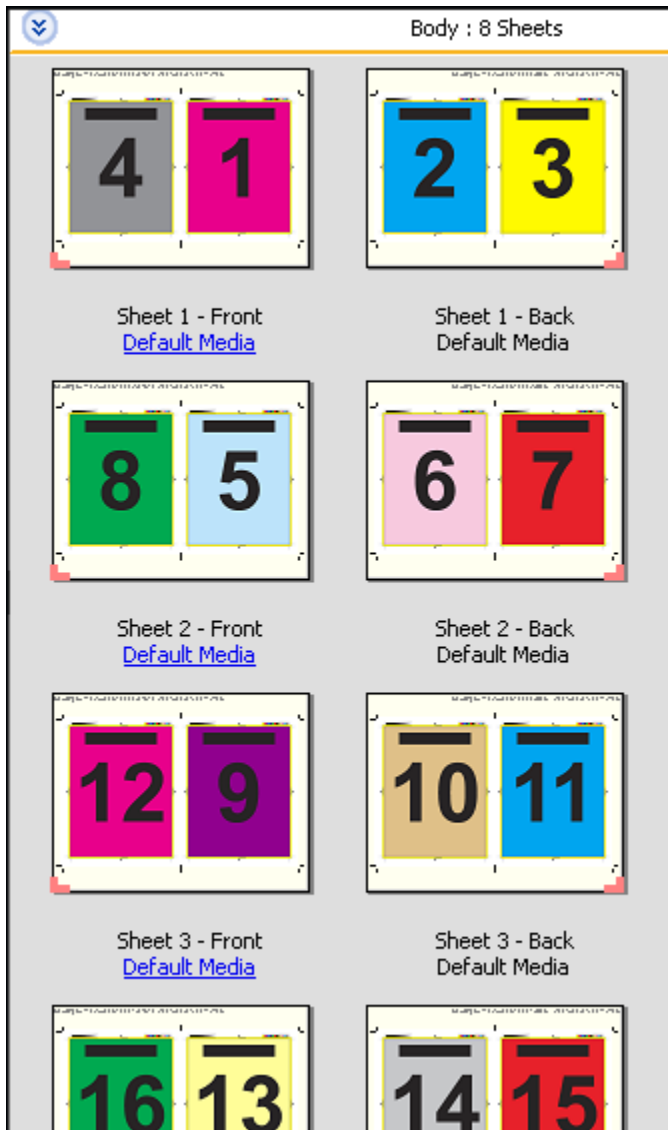 Body : 8 Sheets
4 1 2 3
Sheet 1 - Front Sheet 1 - Back
Default Media Default Media
8 5 6 7
Sheet 2 - Front Sheet 2 - Back
Default Media Default Media
12 9 10 11
Sheet 3 - Front Sheet 3 - Back
Default Media Default Media
16 13 14 15